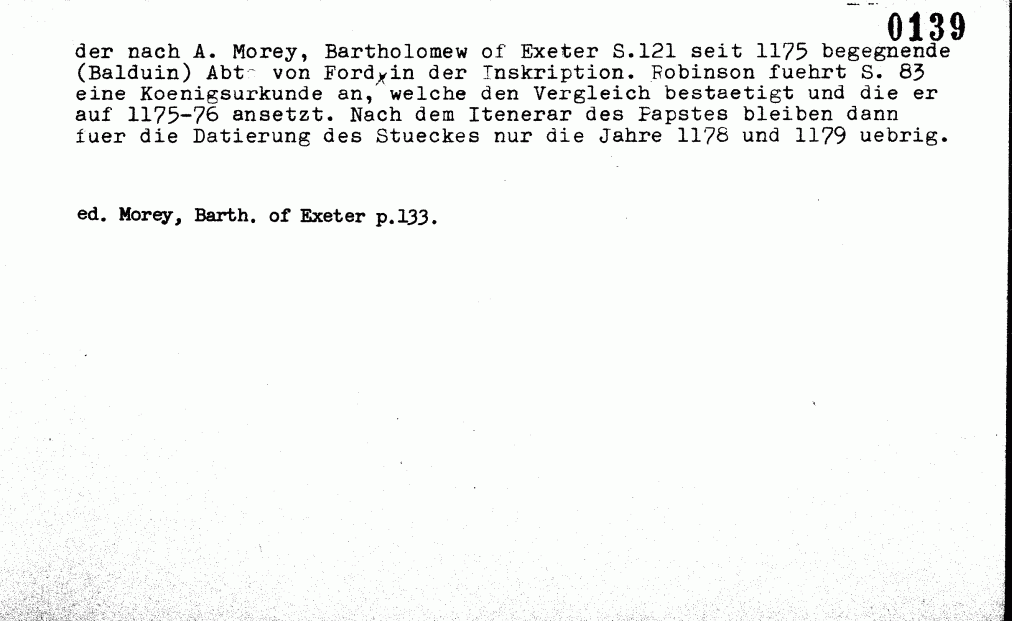 0139
der nach A. Morey, Bartholomew of Exeter S.121 seit 1175 begegnende
(Balduin) Abt von Ford in der Inskription. Robinson fuehrt S. 83
eine Koenigsurkunde an, welche den Vergleich bestaetigt und die er
auf 1175-76 ansetzt. Nach dem Itenerar des Papstes bleiben dann
fuer die Datierung des Stueckes nur die Jahre 1178 und 1179 uebrig.
ed. Morey, Barth. of Exeter p.133.